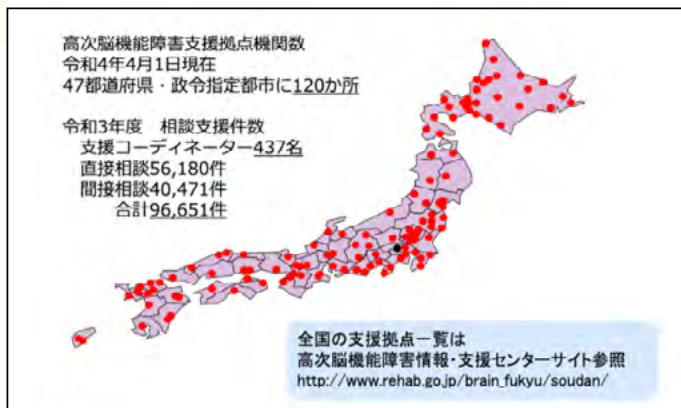 高次脳機能障害支援拠点機関数
令和4年4月1日現在
47都道府県・政令指定都市に120か所
令和3年度　相談支援件数
支援コーディネーター437名
直接相談56,180件
間接相談40,471件
合計96,651件
全国の支援拠点一覧は
高次脳機能障害情報・支援センターサイト参照
http://www.rehab.go.jp/brain_fukyu/soudan/